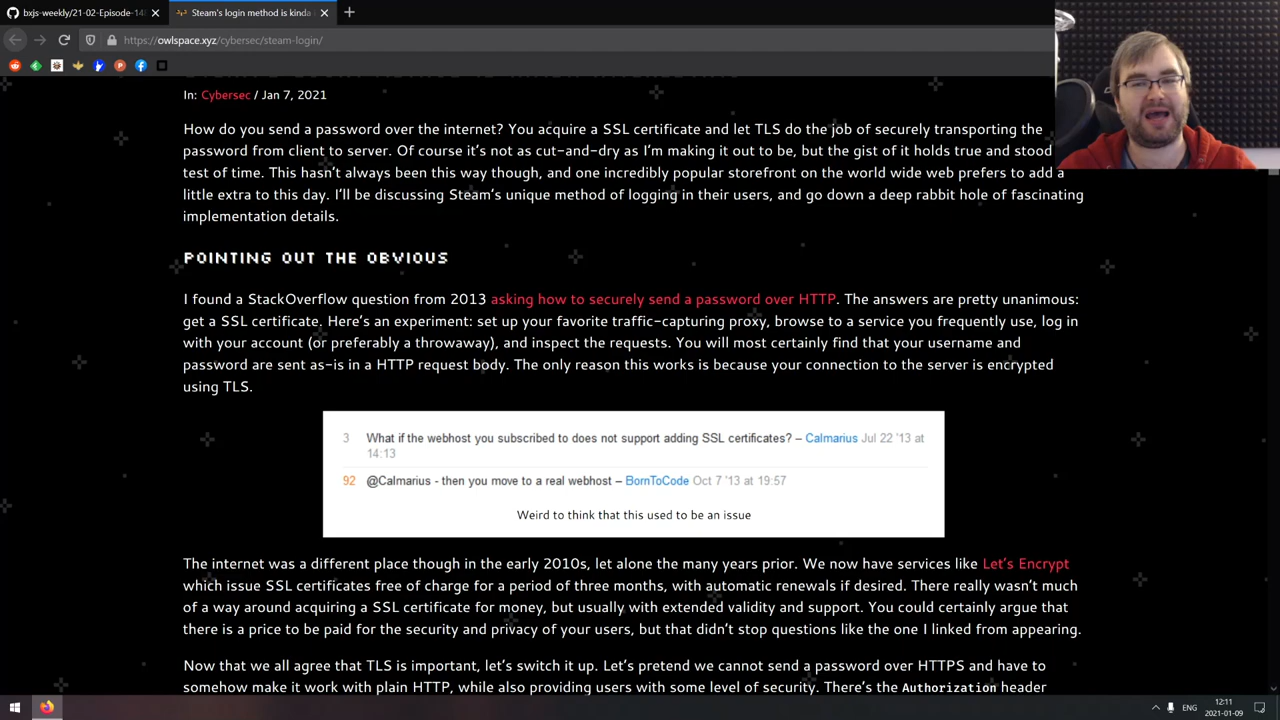 bxjs-weekly/21-02-Episode-14
Steam's login method is kinda
https://owlspace.xyz/cybersec/steam-login/
In: Cybersec / Jan 7, 2021
How do you send a password over the internet? You acquire a SSL certificate and let TLS do the job of securely transporting the
password from client to server. Of course it's not as cut-and-dry as I'm making it out to be, but the gist of it holds true and stood
test of time. This hasn't always been this way though, and one incredibly popular storefront on the world wide web prefers to add a
little extra to this day. I'll be discussing Steam's unique method of logging in their users, and go down a deep rabbit hole of fascinating
implementation details.
POINTING OUT THE OBVIOUS
I found a StackOverflow question from 2013 asking how to securely send a password over HTTP. The answers are pretty unanimous:
get a SSL certificate. Here's an experiment: set up your favorite traffic-capturing proxy, browse to a service you frequently use, log in
with your account (or preferably a throwaway), and inspect the requests. You will most certainly find that your username and
password are sent as-is in a HTTP request body. The only reason this works is because your connection to the server is encrypted
using TLS.
3 What if the webhost you subscribed to does not support adding SSL certificates? – Calmarius Jul 22 '13 at
14:13
92 @Calmarius - then you move to a real webhost – BornToCode Oct 7 '13 at 19:57
Weird to think that this used to be an issue
The internet was a different place though in the early 2010s, let alone the many years prior. We now have services like Let's Encrypt
which issue SSL certificates free of charge for a period of three months, with automatic renewals if desired. There really wasn't much
of a way around acquiring a SSL certificate for money, but usually with extended validity and support. You could certainly argue that
there is a price to be paid for the security and privacy of your users, but that didn't stop questions like the one I linked from appearing.
Now that we all agree that TLS is important, let's switch it up. Let's pretend we cannot send a password over HTTPS and have to
somehow make it work with plain HTTP, while also providing users with some level of security. There's the Authorization header
ENG
12:11
2021-01-09